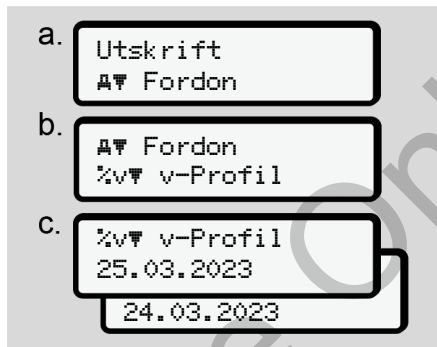 a.
Utskrift
A▼ Fordon
b.
A▼ Fordon
%v▼ v-Profil
c.
%v▼ v-Profil
25.03.2023
24.03.2023